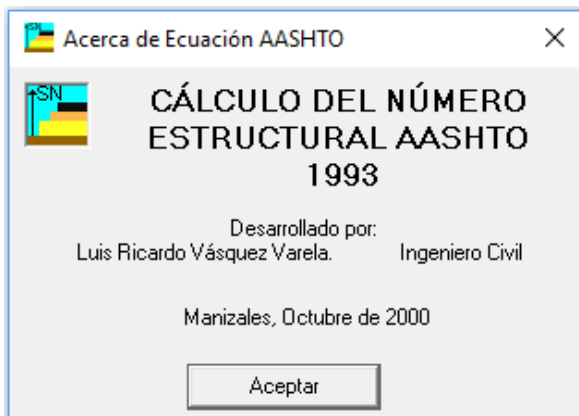 Acerca de Ecuación AASHTO
SN
CÁLCULO DEL NÚMERO
ESTRUCTURAL AASHTO
1993
Desarrollado por:
Luis Ricardo Vásquez Varela. Ingeniero Civil
Manizales, Octubre de 2000
Aceptar